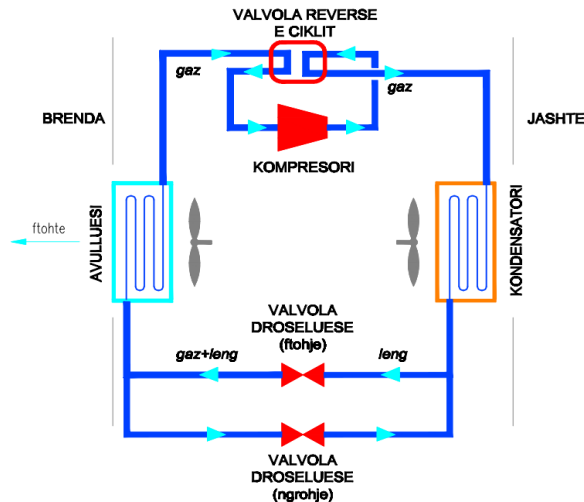 VALVOLA REVERSE
E CIKLIT
gaz
gaz
BRENDA
JASHTE
KOMPRESORI
ftohte
AVULLUESI
KONDENSATORI
VALVOLA
DROSELUESE
(ftohje)
gaz+leng
leng
VALVOLA
DROSELUESE
(ngrohje)